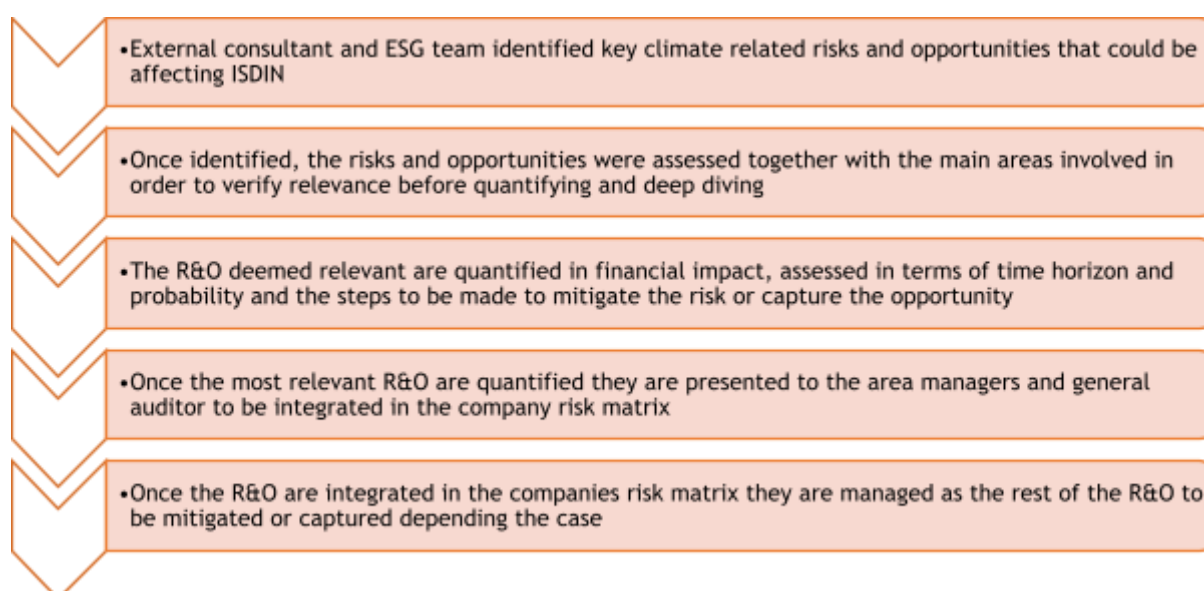 •External consultant and ESG team identified key climate related risks and opportunities that could be
affecting ISDIN
•Once identified, the risks and opportunities were assessed together with the main areas involved in
order to verify relevance before quantifying and deep diving
•The R&O deemed relevant are quantified in financial impact, assessed in terms of time horizon and
probability and the steps to be made to mitigate the risk or capture the opportunity
•Once the most relevant R&O are quantified they are presented to the area managers and general
auditor to be integrated in the company risk matrix
•Once the R&O are integrated in the companies risk matrix they are managed as the rest of the R&O to
be mitigated or captured depending the case